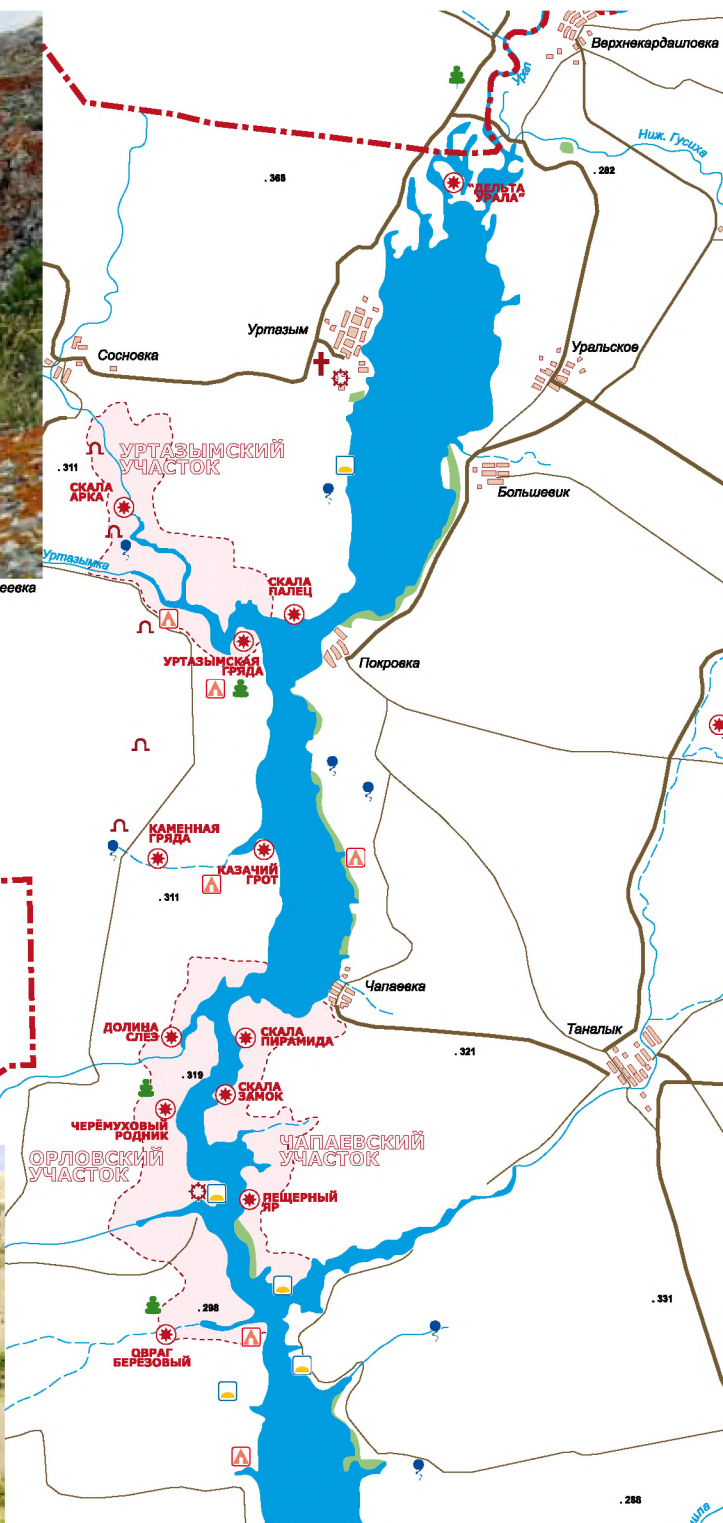 Верхнекардаиловка
Урал
Ниж. Гусиха
. 282
. 368
"ДЕЛЬТА
УРАЛА"
Уртазым
Сосновка
Уральское
УРТАЗЫМСКИЙ
УЧАСТОК
. 311
СКАЛА
АРКА
Большевик
Уртазымка
еевка
СКАЛА
ПАЛЕЦ
УРТАЗЫМСКАЯ
ГРЯДА
Покровка
КАМЕННАЯ
ГРЯДА
КАЗАЧИЙ
ГРОТ
. 311
Чапаевка
ДОЛИНА
СЛЕЗ
СКАЛА
ПИРАМИДА
Таналык
. 321
. 319
СКАЛА
ЗАМОК
ЧЕРЁМУХОВЫЙ
РОДНИК
ЧАПАЕВСКИЙ
УЧАСТОК
ОРЛОВСКИЙ
УЧАСТОК
ПЕЩЕРНЫЙ
ЯР
. 298
. 331
ОВРАГ
БЕРЕЗОВЫЙ
. 288